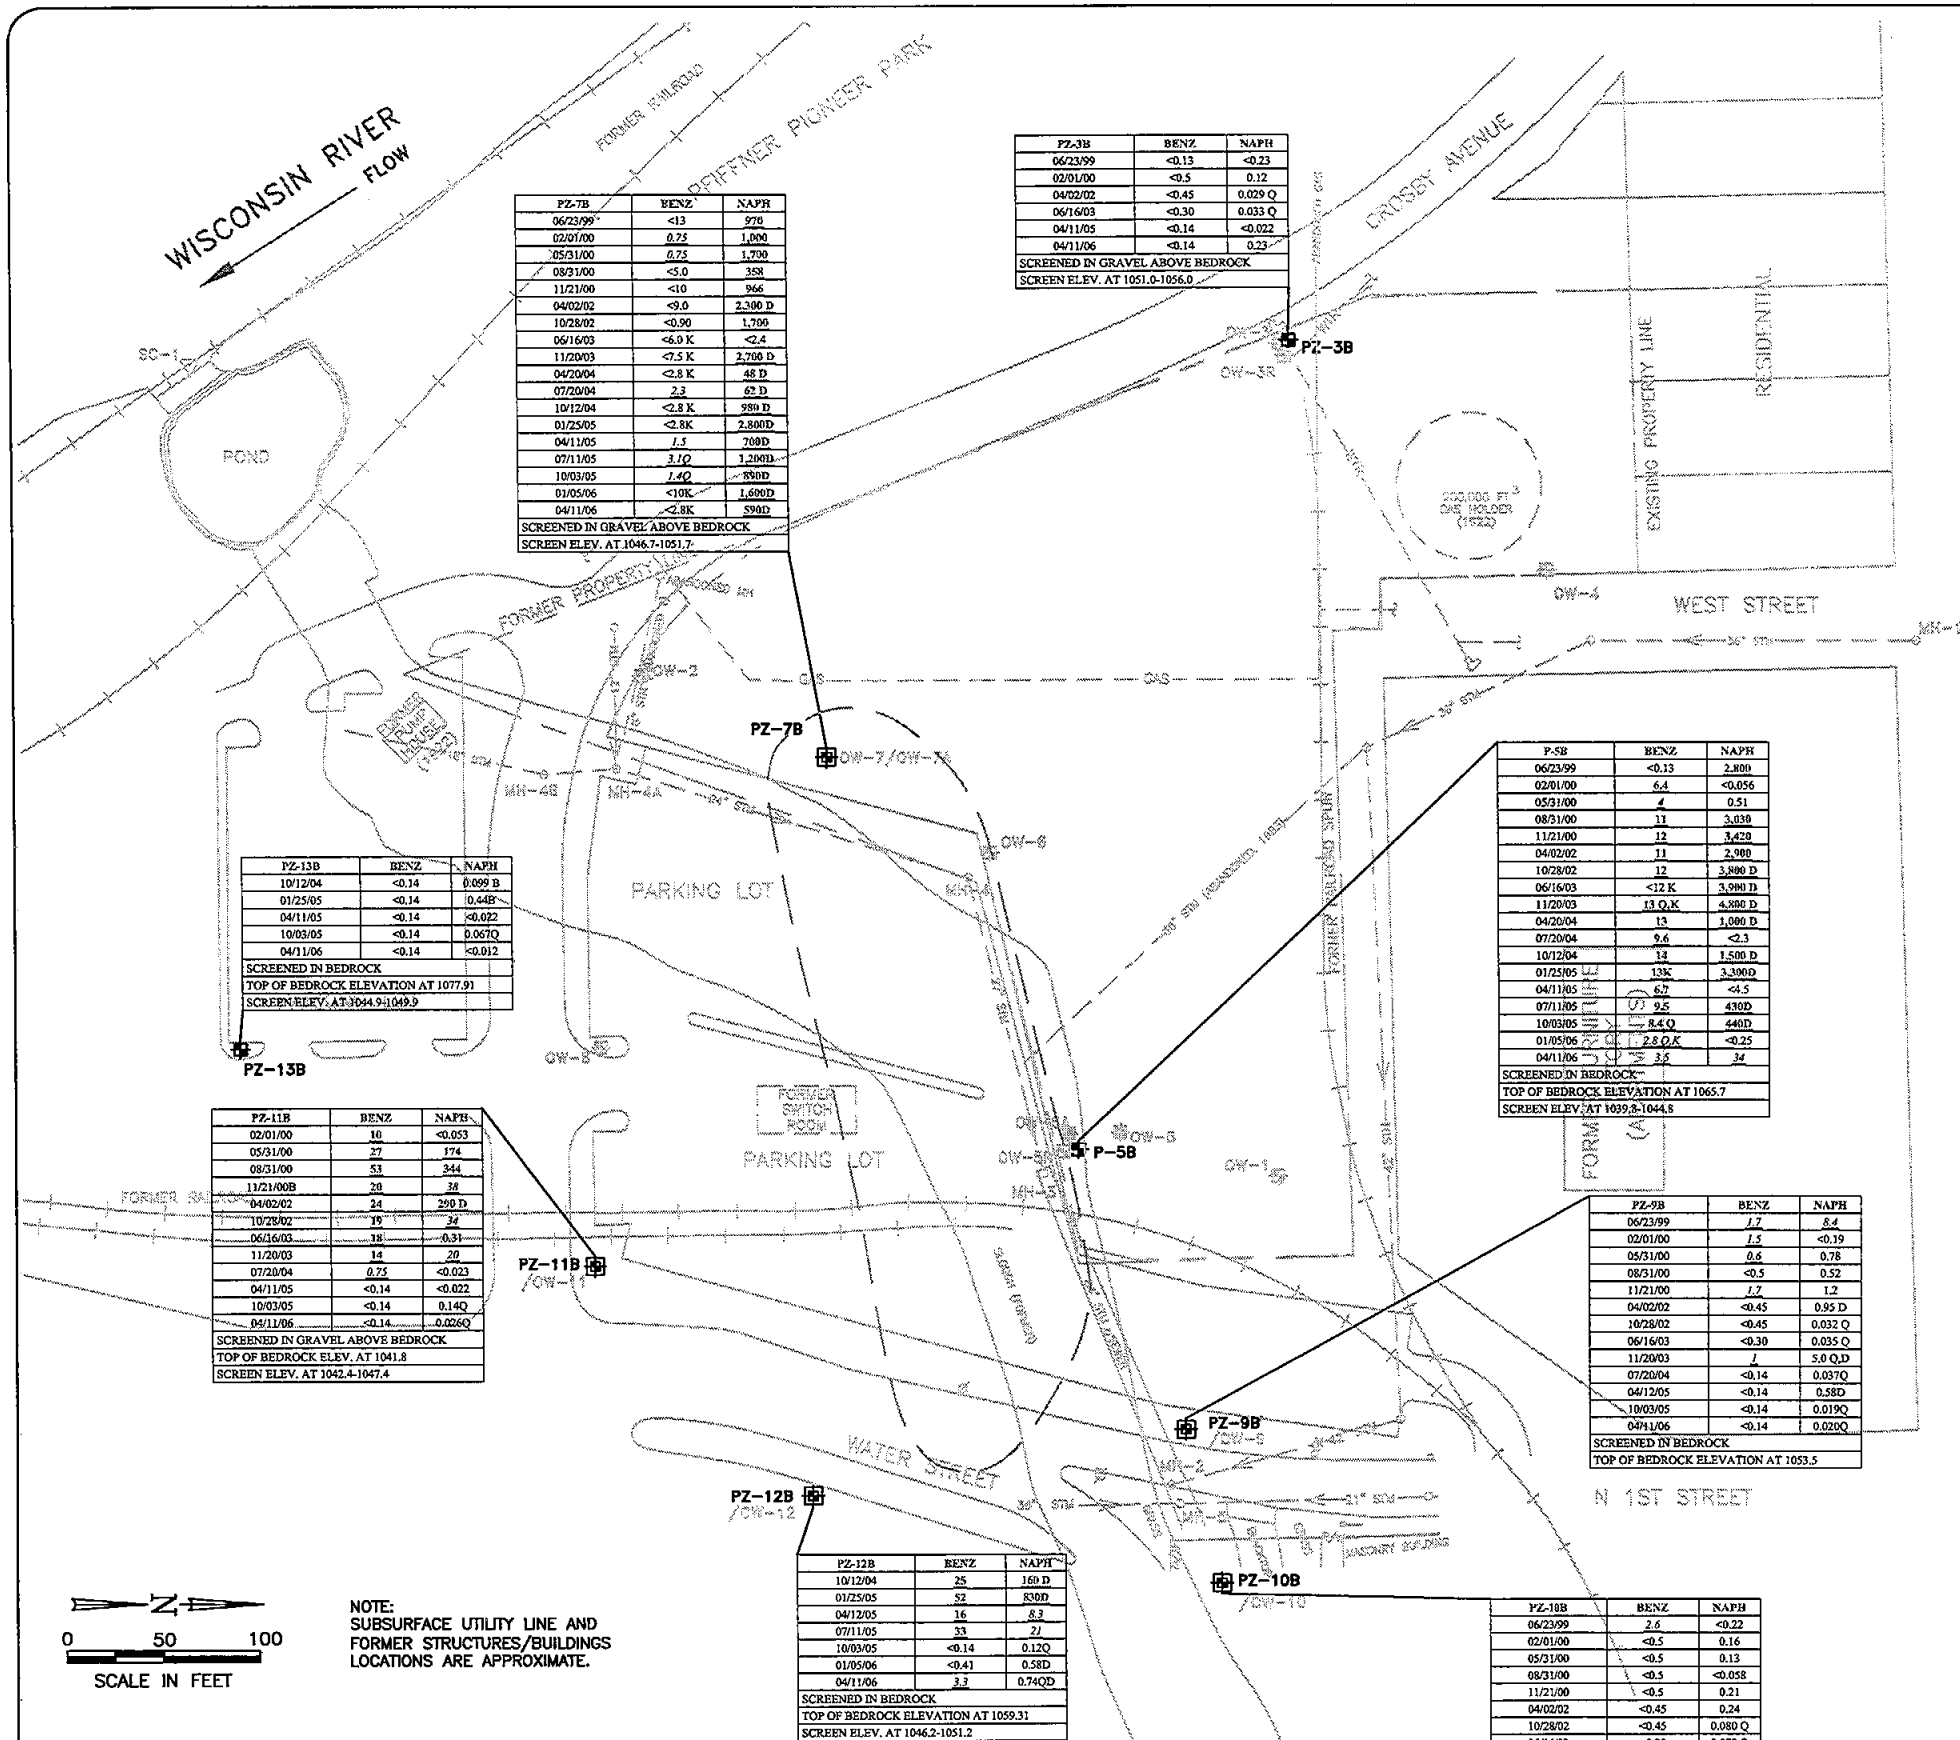 WISCONSIN RIVER
FLOW
FORMER RAILROAD
PFIFFNER PIONEER PARK
CROSBY AVENUE
PZ-3B BENZ NAPH
06/23/99 <0.13 <0.23
02/01/00 <0.5 0.12
04/02/02 <0.45 0.029 Q
06/16/03 <0.30 0.033 Q
04/11/05 <0.14 <0.022
04/11/06 <0.14 0.23
SCREENED IN GRAVEL ABOVE BEDROCK
SCREEN ELEV. AT 1051.0-1056.0
PZ-7B BENZ NAPH
06/23/99 <13 970
02/01/00 0.75 1,000
05/31/00 0.75 1,700
08/31/00 <5.0 358
11/21/00 <10 966
04/02/02 <9.0 2,300 D
10/28/02 <0.90 1,700
06/16/03 <6.0 K <2.4
11/20/03 <7.5 K 2,700 D
04/20/04 <2.8 K 48 D
07/20/04 2.3 62 D
10/12/04 <2.8 K 980 D
01/25/05 <2.8K 2,800D
04/11/05 1.5 700D
07/11/05 3.1Q 1,200D
10/03/05 1.4Q 890D
01/05/06 <10K 1,600D
04/11/06 <2.8K 590D
SCREENED IN GRAVEL ABOVE BEDROCK
SCREEN ELEV. AT 1046.7-1051.7
PZ-3B
OW-3R
SC-1
POND
RESIDENTIAL
EXISTING PROPERTY LINE
200,000 FT³
GAS HOLDER
(1922)
OW-4
WEST STREET
36" STM
FORMER PROPERTY LINE
ABANDONED MH
OW-2
GAS
GAS
36" STM
FORMER
PUMP
HOUSE
(1922)
PZ-7B
OW-7/OW-7A
MH-4B
MH-4A
24" STM
OW-6
MH-4
PARKING LOT
FORMER RAILROAD SPUR
P-5B BENZ NAPH
06/23/99 <0.13 2,800
02/01/00 6.4 <0.056
05/31/00 4 0.51
08/31/00 11 3,030
11/21/00 12 3,420
04/02/02 11 2,900
10/28/02 12 3,800 D
06/16/03 <12 K 3,900 D
11/20/03 13 Q,K 4,800 D
04/20/04 13 1,000 D
07/20/04 9.6 <2.3
10/12/04 14 1,500 D
01/25/05 13K 3,300D
04/11/05 6.7 <4.5
07/11/05 9.5 430D
10/03/05 8.4 Q 440D
01/05/06 2.8 Q,K <0.25
04/11/06 3.5 34
SCREENED IN BEDROCK
TOP OF BEDROCK ELEVATION AT 1065.7
SCREEN ELEV. AT 1039.8-1044.8
PZ-13B BENZ NAPH
10/12/04 <0.14 0.099 B
01/25/05 <0.14 0.44B
04/11/05 <0.14 <0.022
10/03/05 <0.14 0.067Q
04/11/06 <0.14 <0.012
SCREENED IN BEDROCK
TOP OF BEDROCK ELEVATION AT 1077.91
SCREEN ELEV. AT 1044.9-1049.9
PZ-13B
OW-8
FORMER
SWITCH
ROOM
PARKING LOT
P-5B
OW-1
42" STM
PZ-11B BENZ NAPH
02/01/00 10 <0.053
05/31/00 27 174
08/31/00 53 344
11/21/00B 20 38
04/02/02 24 290 D
10/28/02 19 34
06/16/03 18 0.31
11/20/03 14 20
07/20/04 0.75 <0.023
04/11/05 <0.14 <0.022
10/03/05 <0.14 0.14Q
04/11/06 <0.14 0.026Q
SCREENED IN GRAVEL ABOVE BEDROCK
TOP OF BEDROCK ELEV. AT 1041.8
SCREEN ELEV. AT 1042.4-1047.4
PZ-11B
/OW-11
SLOUGH (FORMER)
PZ-9B BENZ NAPH
06/23/99 1.7 8.4
02/01/00 1.5 <0.19
05/31/00 0.6 0.78
08/31/00 <0.5 0.52
11/21/00 1.7 1.2
04/02/02 <0.45 0.95 D
10/28/02 <0.45 0.032 Q
06/16/03 <0.30 0.035 Q
11/20/03 1 5.0 Q,D
07/20/04 <0.14 0.037Q
04/12/05 <0.14 0.58D
10/03/05 <0.14 0.019Q
04/11/06 <0.14 0.020Q
SCREENED IN BEDROCK
TOP OF BEDROCK ELEVATION AT 1053.5
PZ-9B
/OW-9
WATER STREET
MH-2
36" STM
21" STM
N 1ST STREET
MASONRY BUILDING
PZ-12B
/OW-12
PZ-10B
/OW-10
PZ-12B BENZ NAPH
10/12/04 25 160 D
01/25/05 52 830D
04/12/05 16 8.3
07/11/05 33 21
10/03/05 <0.14 0.12Q
01/05/06 <0.41 0.58D
04/11/06 3.3 0.74QD
SCREENED IN BEDROCK
TOP OF BEDROCK ELEVATION AT 1059.31
SCREEN ELEV. AT 1046.2-1051.2
PZ-10B BENZ NAPH
06/23/99 2.6 <0.22
02/01/00 <0.5 0.16
05/31/00 <0.5 0.13
08/31/00 <0.5 <0.058
11/21/00 <0.5 0.21
04/02/02 <0.45 0.24
10/28/02 <0.45 0.080 Q
N
0 50 100
SCALE IN FEET
NOTE:
SUBSURFACE UTILITY LINE AND
FORMER STRUCTURES/BUILDINGS
LOCATIONS ARE APPROXIMATE.